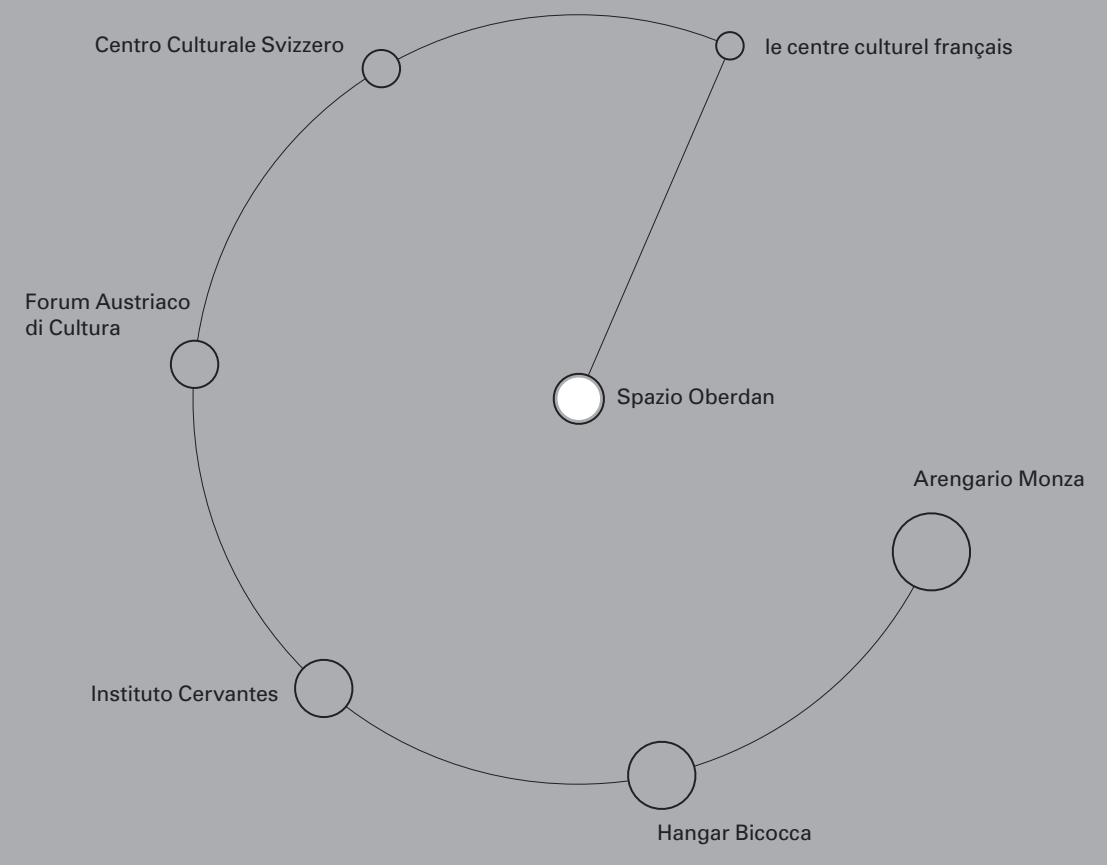 Centro Culturale Svizzero
le centre culturel français
Forum Austriaco
di Cultura
Spazio Oberdan
Arengario Monza
Instituto Cervantes
Hangar Bicocca